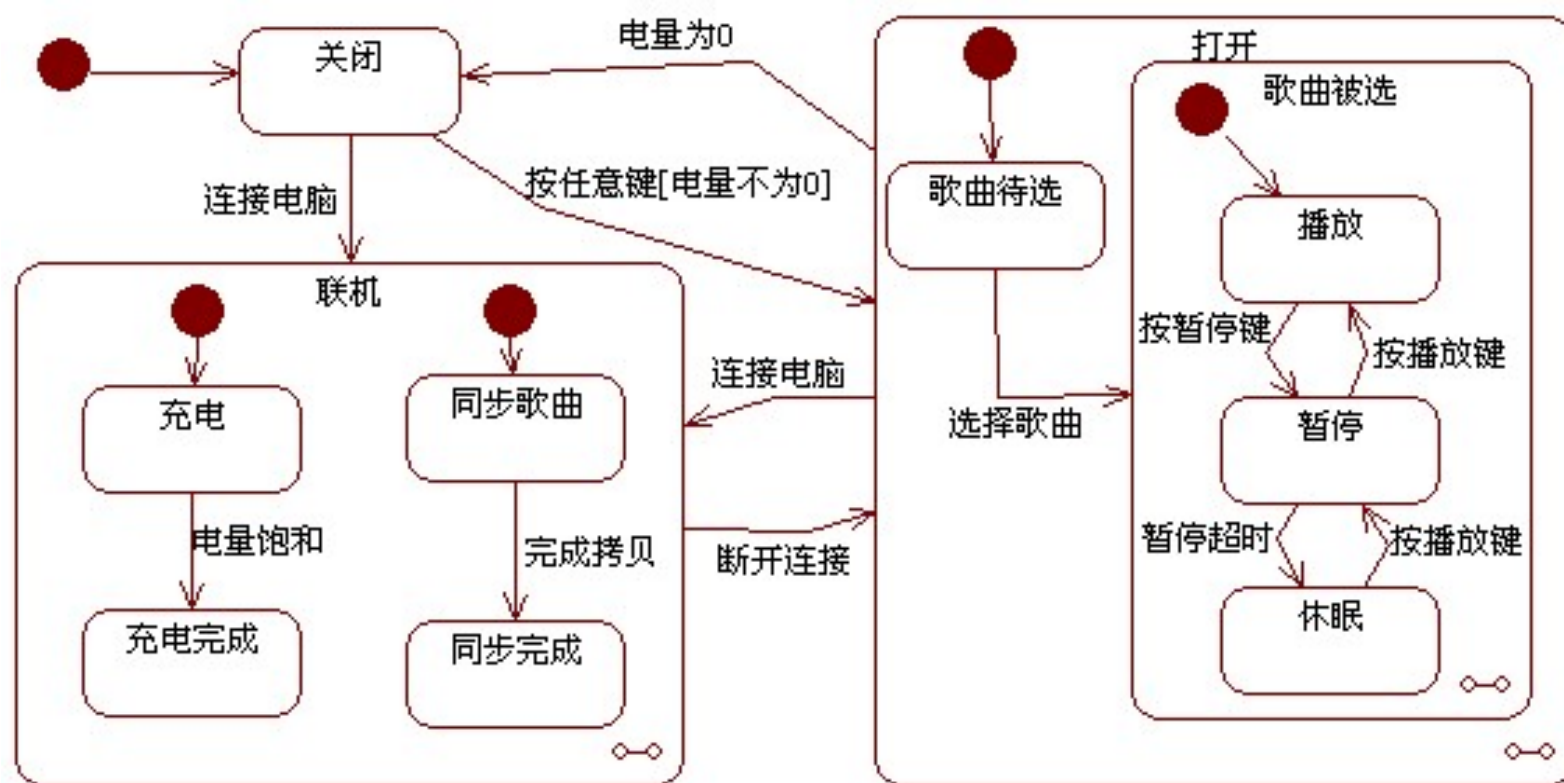 关闭
电量为0
打开
歌曲被选
连接电脑
按任意键[电量不为0]
歌曲待选
播放
联机
按暂停键
按播放键
充电
同步歌曲
连接电脑
选择歌曲
暂停
电量饱和
完成拷贝
断开连接
暂停超时
按播放键
充电完成
同步完成
休眠